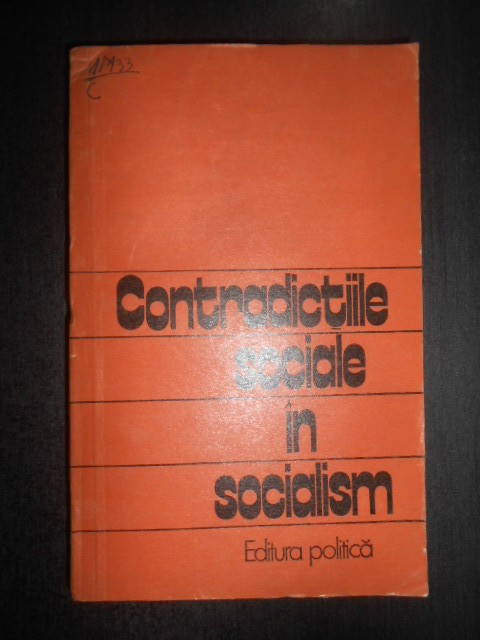 Contradicțiile
sociale
în
socialism
Editura politică